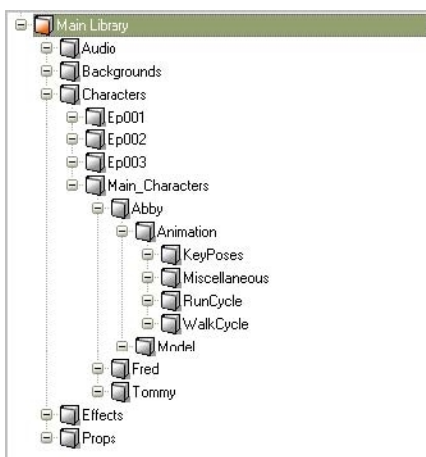 Main Library
Audio
Backgrounds
Characters
Ep001
Ep002
Ep003
Main_Characters
Abby
Animation
KeyPoses
Miscellaneous
RunCycle
WalkCycle
Model
Fred
Tommy
Effects
Props